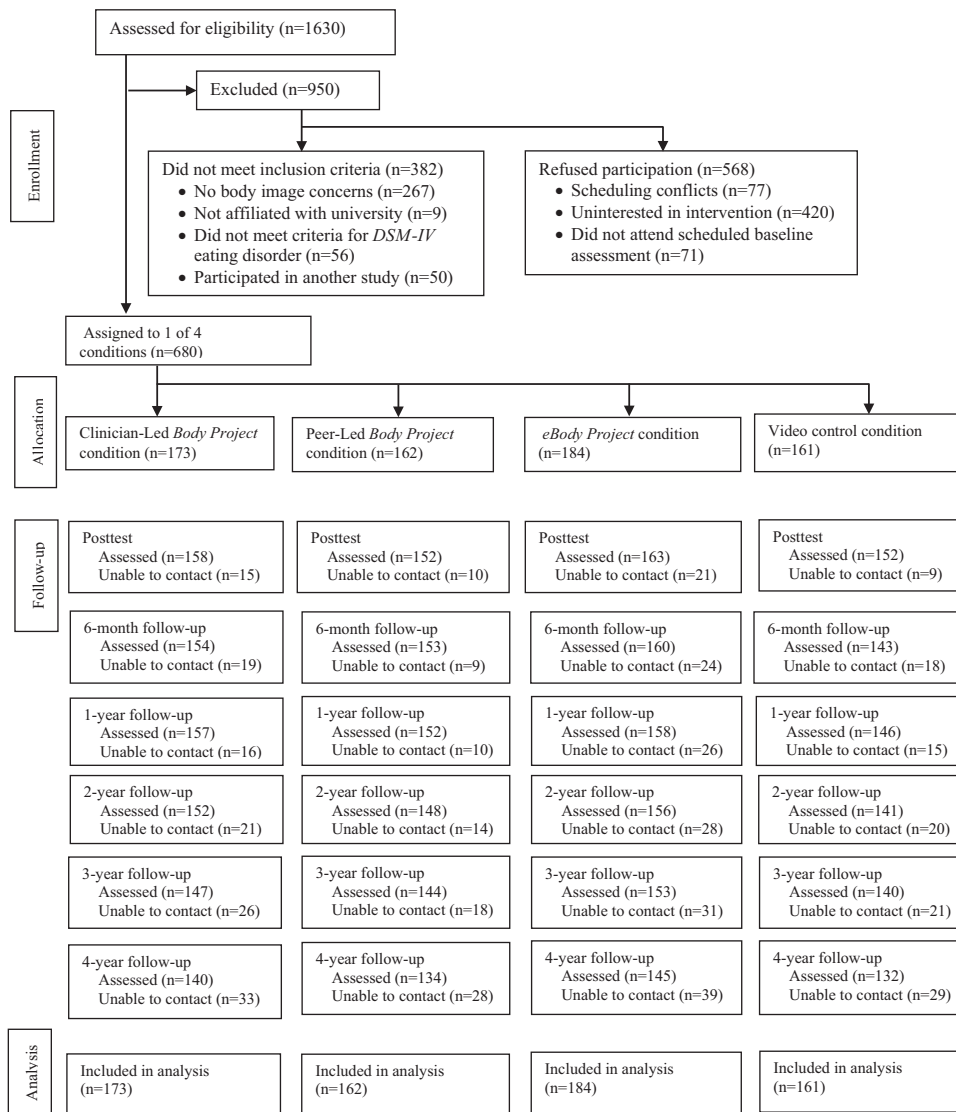 Assessed for eligibility (n=1630)
Excluded (n=950)
Enrollment
Did not meet inclusion criteria (n=382)
• No body image concerns (n=267)
• Not affiliated with university (n=9)
• Did not meet criteria for DSM-IV
eating disorder (n=56)
• Participated in another study (n=50)
Refused participation (n=568)
• Scheduling conflicts (n=77)
• Uninterested in intervention (n=420)
• Did not attend scheduled baseline
assessment (n=71)
Assigned to 1 of 4
conditions (n=680)
Allocation
Clinician-Led Body Project
condition (n=173)
Peer-Led Body Project
condition (n=162)
eBody Project condition
(n=184)
Video control condition
(n=161)
Follow-up
Posttest
Assessed (n=158)
Unable to contact (n=15)
Posttest
Assessed (n=152)
Unable to contact (n=10)
Posttest
Assessed (n=163)
Unable to contact (n=21)
Posttest
Assessed (n=152)
Unable to contact (n=9)
6-month follow-up
Assessed (n=154)
Unable to contact (n=19)
6-month follow-up
Assessed (n=153)
Unable to contact (n=9)
6-month follow-up
Assessed (n=160)
Unable to contact (n=24)
6-month follow-up
Assessed (n=143)
Unable to contact (n=18)
1-year follow-up
Assessed (n=157)
Unable to contact (n=16)
1-year follow-up
Assessed (n=152)
Unable to contact (n=10)
1-year follow-up
Assessed (n=158)
Unable to contact (n=26)
1-year follow-up
Assessed (n=146)
Unable to contact (n=15)
2-year follow-up
Assessed (n=152)
Unable to contact (n=21)
2-year follow-up
Assessed (n=148)
Unable to contact (n=14)
2-year follow-up
Assessed (n=156)
Unable to contact (n=28)
2-year follow-up
Assessed (n=141)
Unable to contact (n=20)
3-year follow-up
Assessed (n=147)
Unable to contact (n=26)
3-year follow-up
Assessed (n=144)
Unable to contact (n=18)
3-year follow-up
Assessed (n=153)
Unable to contact (n=31)
3-year follow-up
Assessed (n=140)
Unable to contact (n=21)
4-year follow-up
Assessed (n=140)
Unable to contact (n=33)
4-year follow-up
Assessed (n=134)
Unable to contact (n=28)
4-year follow-up
Assessed (n=145)
Unable to contact (n=39)
4-year follow-up
Assessed (n=132)
Unable to contact (n=29)
Analysis
Included in analysis
(n=173)
Included in analysis
(n=162)
Included in analysis
(n=184)
Included in analysis
(n=161)